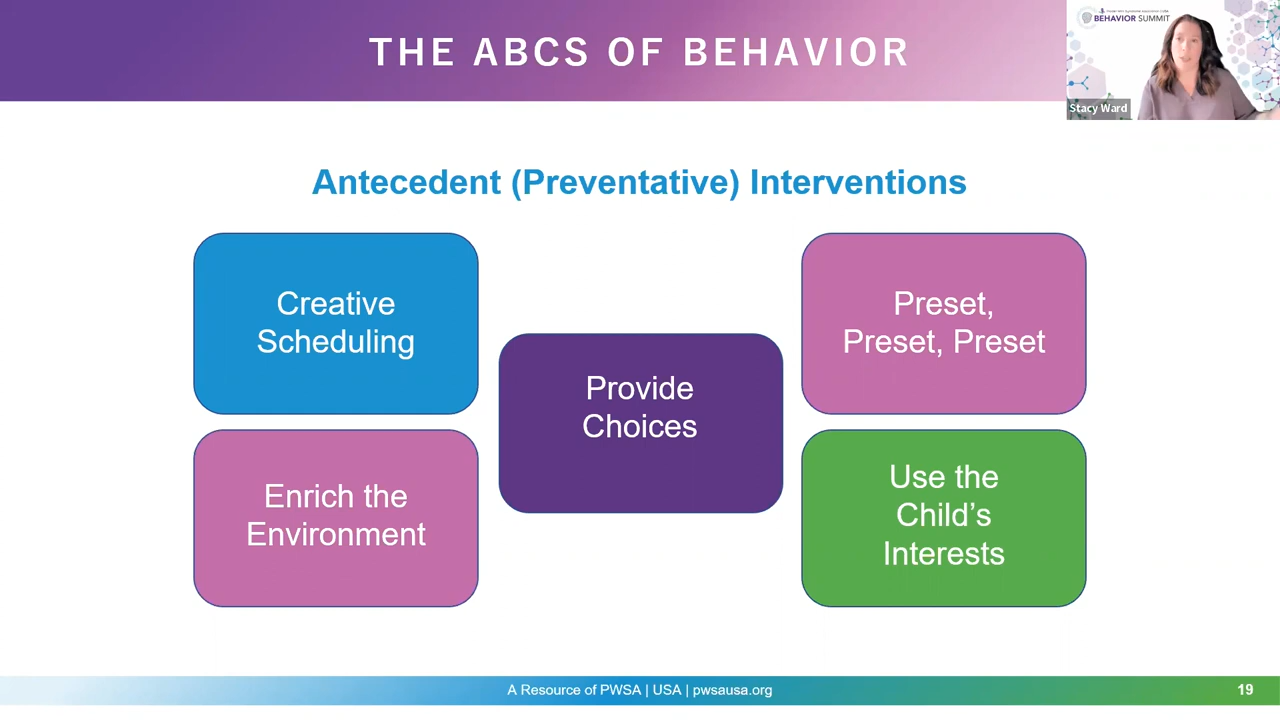 THE ABCS OF BEHAVIOR
BEHAVIOR SUMMIT
Stacy Ward
Antecedent (Preventative) Interventions
Creative
Scheduling
Preset,
Preset, Preset
Provide
Choices
Enrich the
Environment
Use the
Child’s
Interests
A Resource of PWSA | USA | pwsausa.org
19